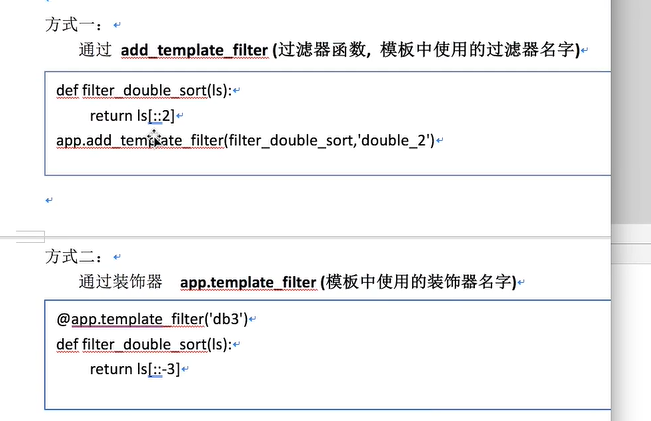 方式一：
通过 add_template_filter (过滤器函数, 模板中使用的过滤器名字)
def filter_double_sort(ls):
return ls[::2]
app.add_template_filter(filter_double_sort,'double_2')
方式二：
通过装饰器 app.template_filter (模板中使用的装饰器名字)
@app.template_filter('db3')
def filter_double_sort(ls):
return ls[::-3]